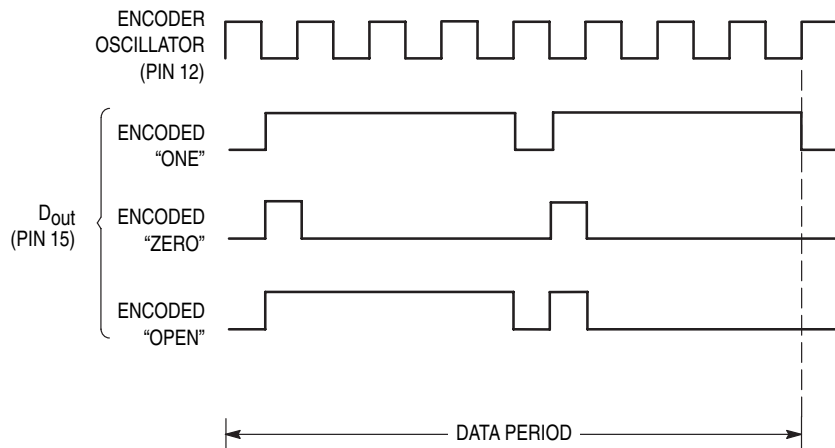 ENCODER
OSCILLATOR
(PIN 12)
ENCODED
“ONE”
Dout
(PIN 15)
ENCODED
“ZERO”
ENCODED
“OPEN”
DATA PERIOD